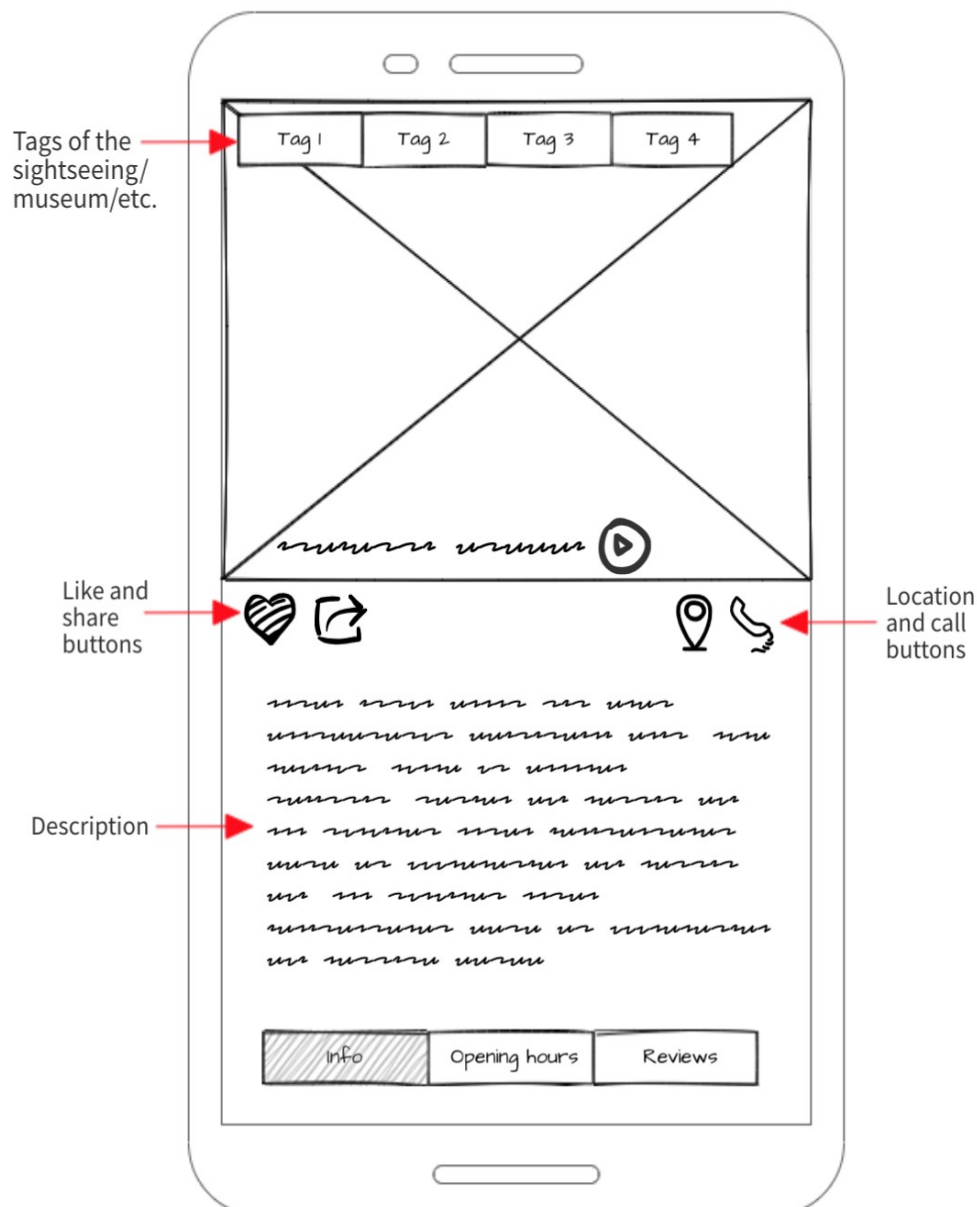 Tag 1 Tag 2 Tag 3 Tag 4
Tags of the
sightseeing/
museum/etc.
Like and
share
buttons
Location
and call
buttons
Description
Info Opening hours Reviews